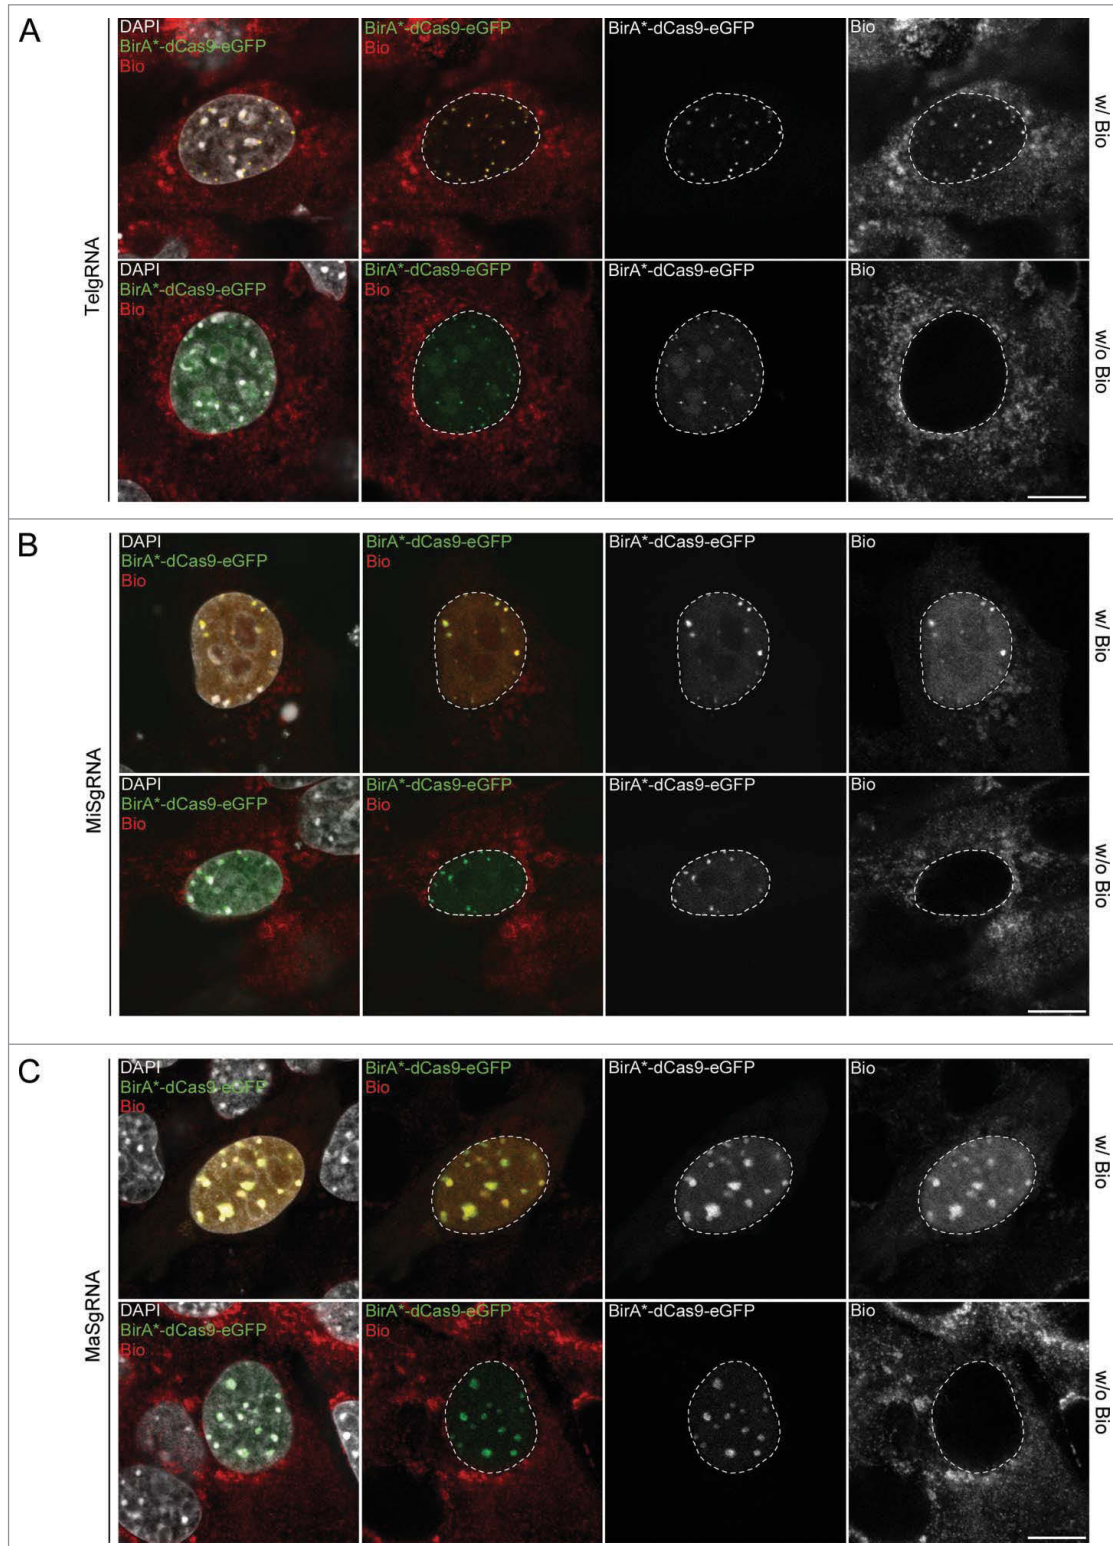 A
TelgRNA
DAPI
BirA*-dCas9-eGFP
Bio
BirA*-dCas9-eGFP
Bio
BirA*-dCas9-eGFP
Bio
w/ Bio
DAPI
BirA*-dCas9-eGFP
Bio
BirA*-dCas9-eGFP
Bio
BirA*-dCas9-eGFP
Bio
w/o Bio
B
MiSgRNA
DAPI
BirA*-dCas9-eGFP
Bio
BirA*-dCas9-eGFP
Bio
BirA*-dCas9-eGFP
Bio
w/ Bio
DAPI
BirA*-dCas9-eGFP
Bio
BirA*-dCas9-eGFP
Bio
BirA*-dCas9-eGFP
Bio
w/o Bio
C
MaSgRNA
DAPI
BirA*-dCas9-eGFP
Bio
BirA*-dCas9-eGFP
Bio
BirA*-dCas9-eGFP
Bio
w/ Bio
DAPI
BirA*-dCas9-eGFP
Bio
BirA*-dCas9-eGFP
Bio
BirA*-dCas9-eGFP
Bio
w/o Bio